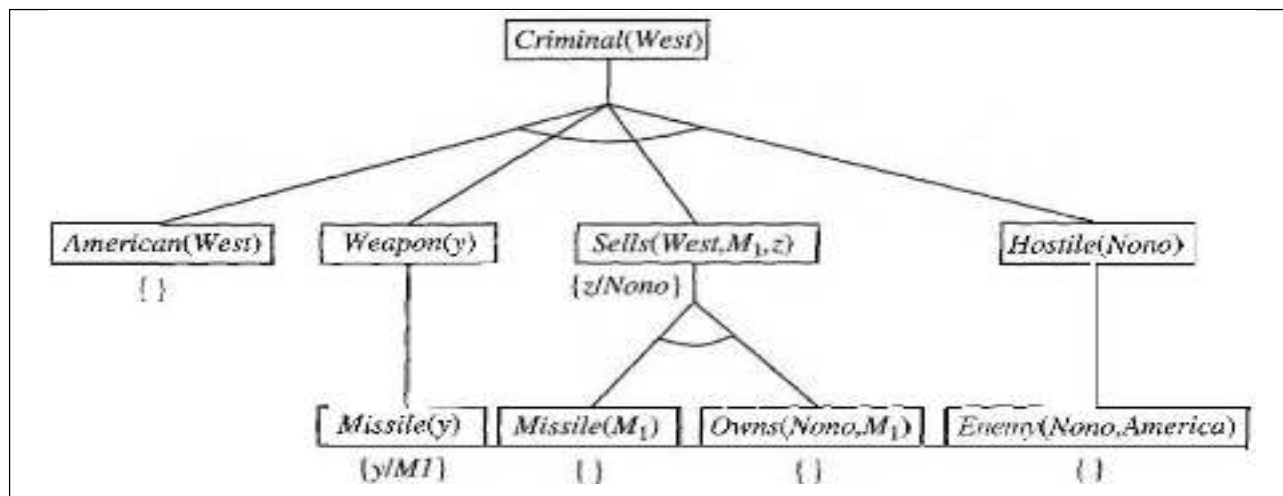 Criminal(West)
American(West) Weapon(y) Sells(West,M₁,z) Hostile(Nono)
{ } {z/Nono}
Missile(y) Missile(M₁) Owns(Nono,M₁) Enemy(Nono,America)
{y/M1} { } { } { }